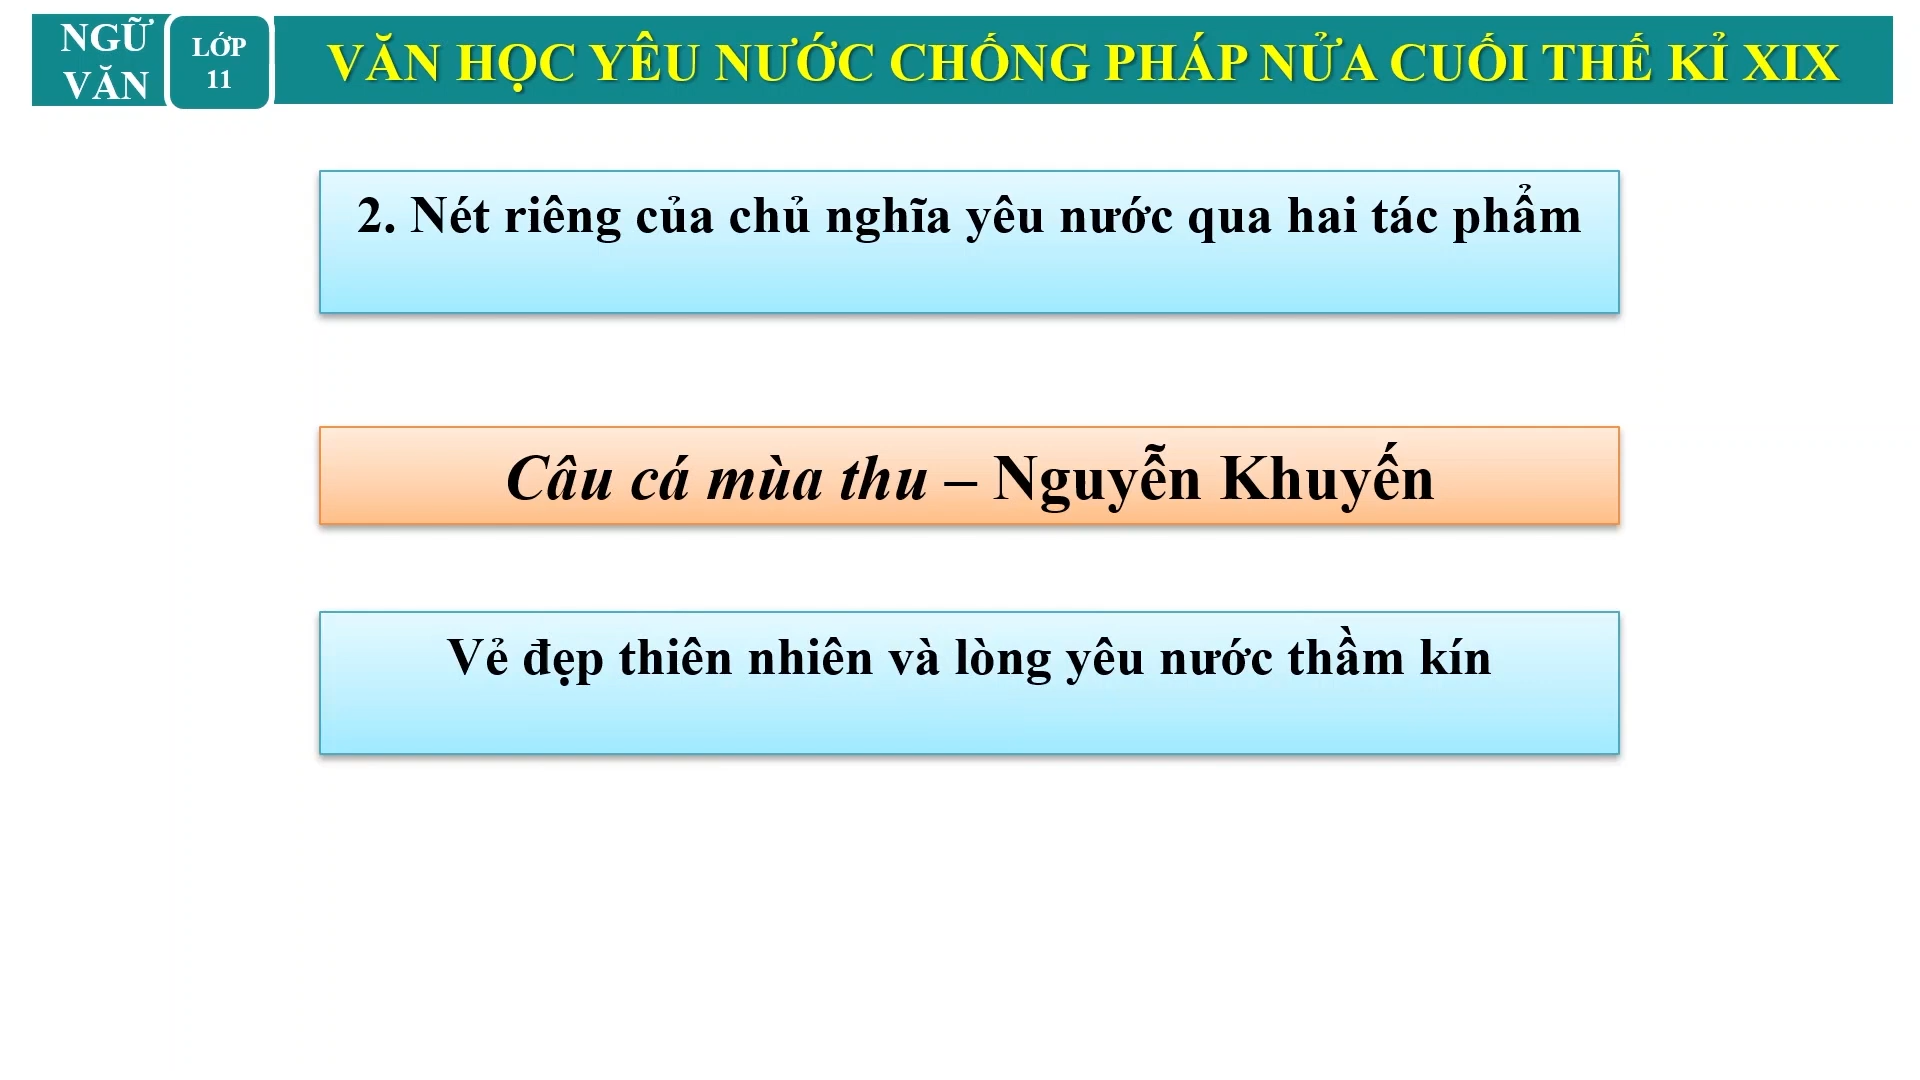 NGỮ
VĂN
LỚP
11
VĂN HỌC YÊU NƯỚC CHỐNG PHÁP NỬA CUỐI THẾ KỈ XIX
2. Nét riêng của chủ nghĩa yêu nước qua hai tác phẩm
Câu cá mùa thu – Nguyễn Khuyến
Vẻ đẹp thiên nhiên và lòng yêu nước thầm kín